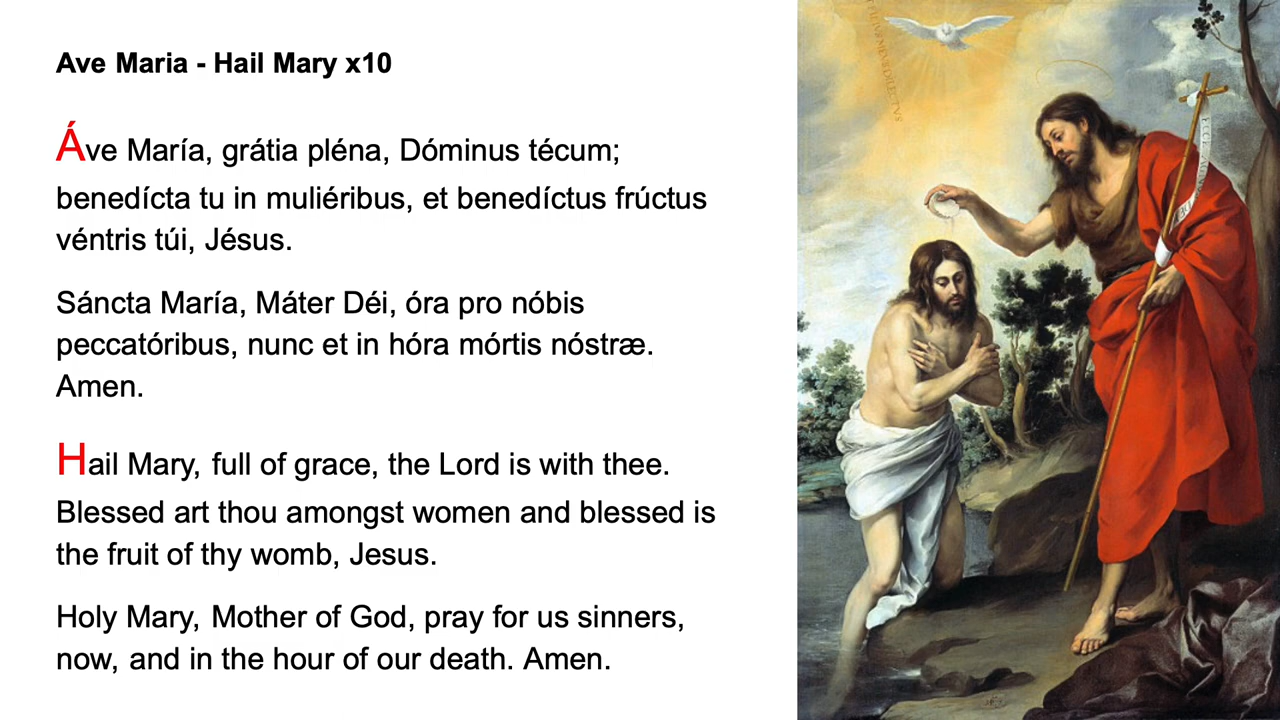 Ave Maria - Hail Mary x10
Áve María, grátia pléna, Dóminus técum;
benedícta tu in muliéribus, et benedíctus frúctus
véntris túi, Jésus.
Sáncta María, Máter Déi, óra pro nóbis
peccatóribus, nunc et in hóra mórtis nóstræ.
Amen.
Hail Mary, full of grace, the Lord is with thee.
Blessed art thou amongst women and blessed is
the fruit of thy womb, Jesus.
Holy Mary, Mother of God, pray for us sinners,
now, and in the hour of our death. Amen.
ECCE